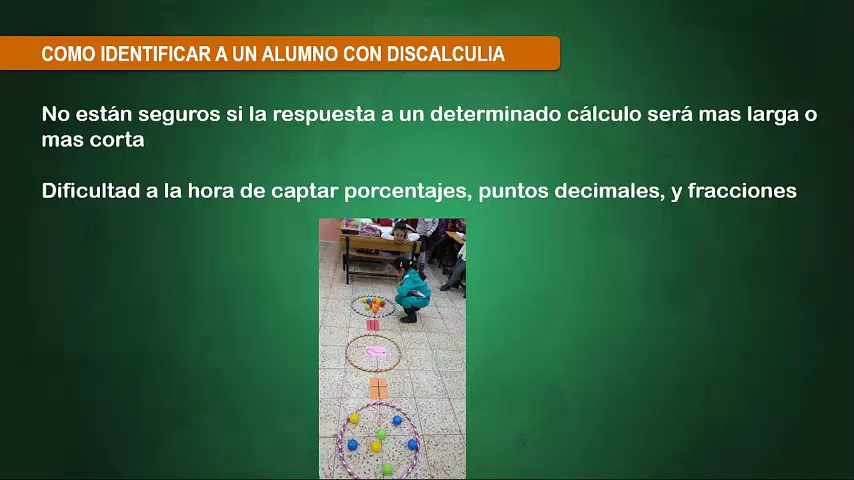 COMO IDENTIFICAR A UN ALUMNO CON DISCALCULIA
No están seguros si la respuesta a un determinado cálculo será mas larga o
mas corta
Dificultad a la hora de captar porcentajes, puntos decimales, y fracciones